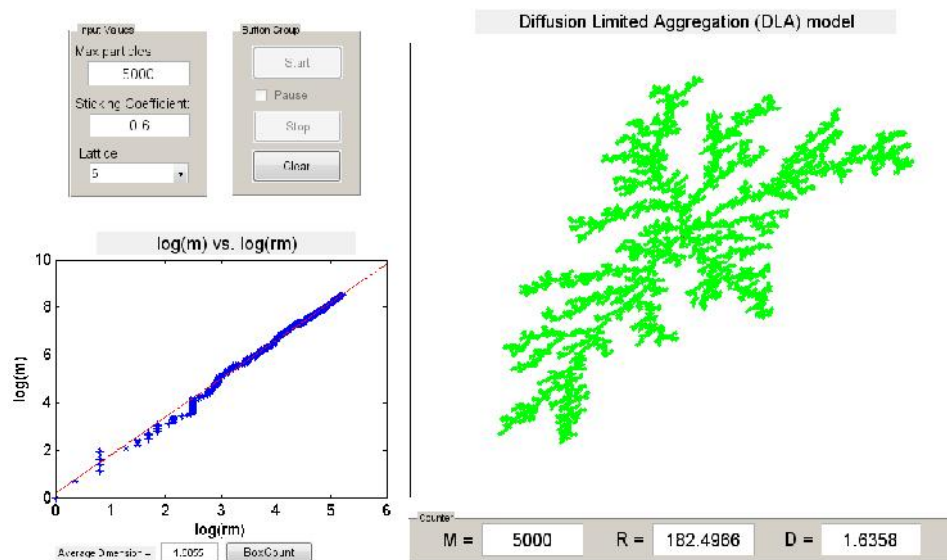 Input Values
Max particles
5000
Sticking Coefficient:
0.6
Lattice
Button Group
Start
Pause
Stop
Clear
Diffusion Limited Aggregation (DLA) model
log(m) vs. log(rm)
10
8
6
4
2
0
log(m)
0 1 2 3 4 5 6
log(rm)
Average Dimension =
BoxCount
Counter
M = 5000 R = 182.4966 D = 1.6358